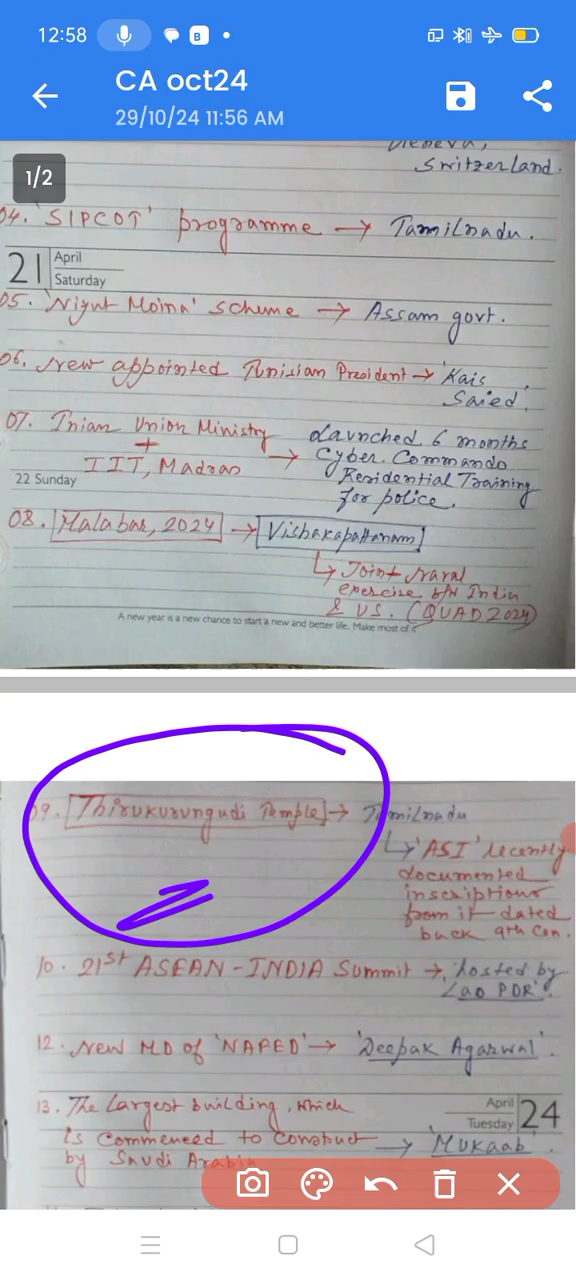 12:58
B
CA oct24
29/10/24 11:56 AM
1/2
Switzerland.
04. 'SIPCOT' programme → Tamilnadu.
21 April
Saturday
05. 'Nijut Moina' scheme → Assam govt.
06. New appointed Tunisian President → 'Kais
Saied.
07. Inian Union Ministry
+
IIT, Madras → Launched 6 months
Cyber Commando
Residential Training
for police.
22 Sunday
08. Malabar, 2024 → Vishakapattanam
↳ Joint Naval
exercise b/w India
& US. (QUAD 2024)
A new year is a new chance to start a new and better life. Make most of it
09. Thirukurungudi Temple → Tamilnadu
↳ 'ASI' recently
documented
inscriptions
from it dated
back 9th Cen.
10. 21st ASEAN-INDIA Summit → hosted by
'Lao PDR'.
12. New MD of 'NAFED' → 'Deepak Agarwal'.
13. The Largest building, which
is commenced to construct → 'Mukaab'
by Saudi Arabia
April
Tuesday 24